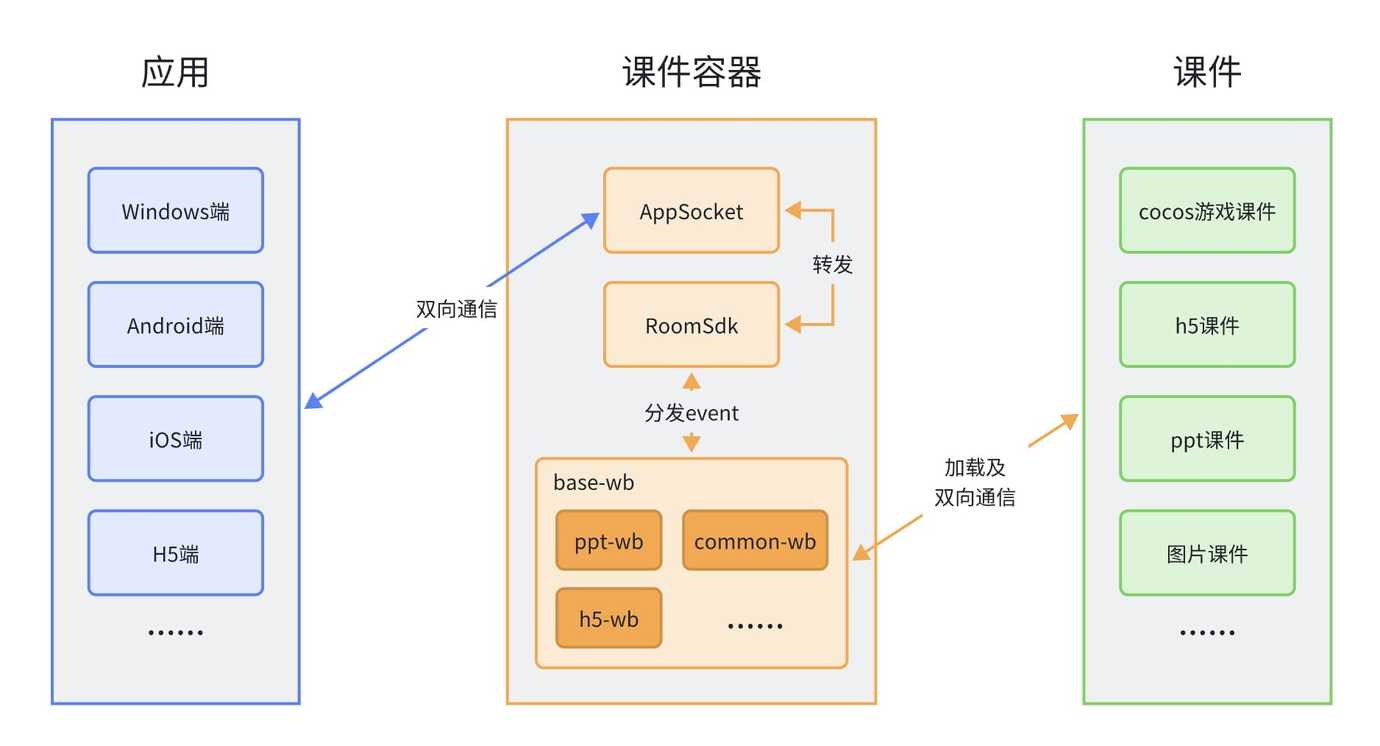 应用
Windows端
Android端
iOS端
H5端
......
双向通信
课件容器
AppSocket
转发
RoomSdk
分发event
base-wb
ppt-wb
common-wb
h5-wb
......
加载及
双向通信
课件
cocos游戏课件
h5课件
ppt课件
图片课件
......